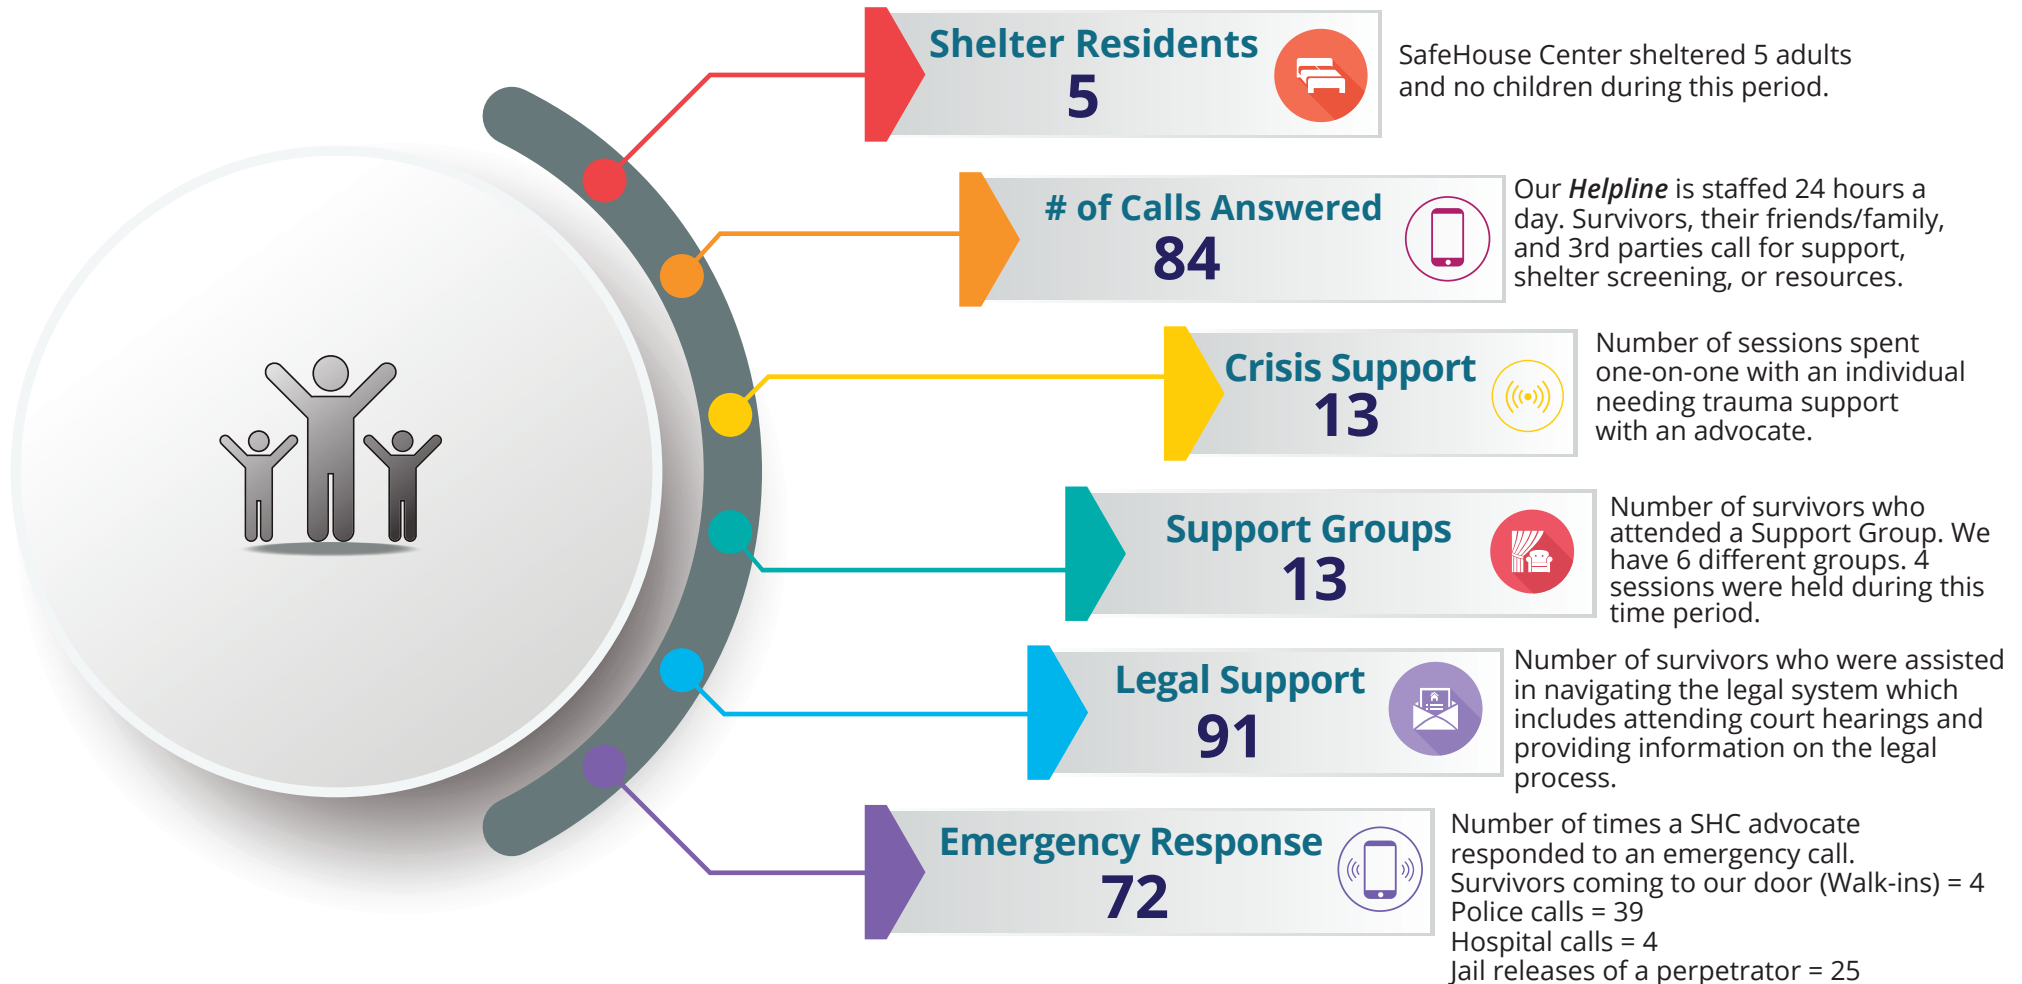 Shelter Residents
5
SafeHouse Center sheltered 5 adults
and no children during this period.
# of Calls Answered
84
Our Helpline is staffed 24 hours a
day. Survivors, their friends/family,
and 3rd parties call for support,
shelter screening, or resources.
Crisis Support
13
Number of sessions spent
one-on-one with an individual
needing trauma support
with an advocate.
Support Groups
13
Number of survivors who
attended a Support Group. We
have 6 different groups. 4
sessions were held during this
time period.
Legal Support
91
Number of survivors who were assisted
in navigating the legal system which
includes attending court hearings and
providing information on the legal
process.
Emergency Response
72
Number of times a SHC advocate
responded to an emergency call.
Survivors coming to our door (Walk-ins) = 4
Police calls = 39
Hospital calls = 4
Jail releases of a perpetrator = 25